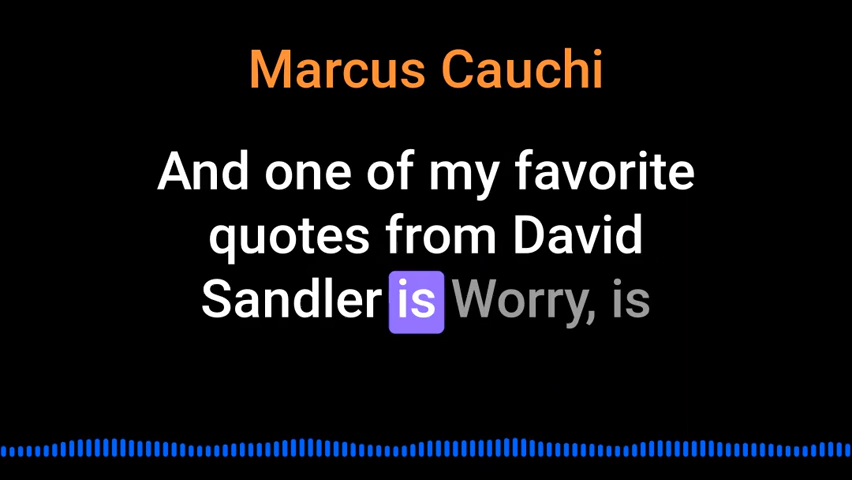 Marcus Cauchi
And one of my favorite
quotes from David
Sandler is Worry, is